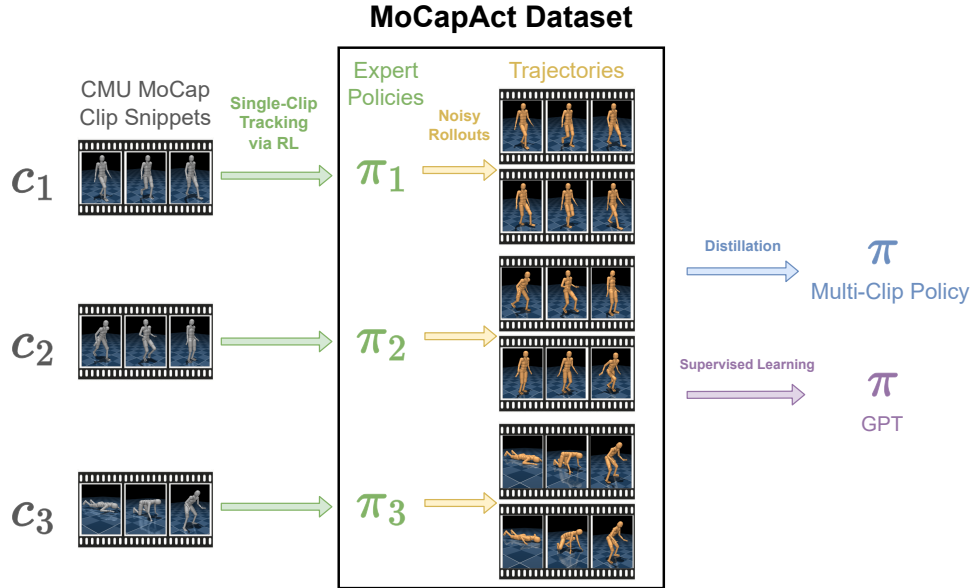 MoCapAct Dataset
CMU MoCap
Clip Snippets
Single-Clip
Tracking
via RL
Expert
Policies
Noisy
Rollouts
Trajectories
c₁
π₁
c₂
π₂
c₃
π₃
Distillation
π
Multi-Clip Policy
Supervised Learning
π
GPT